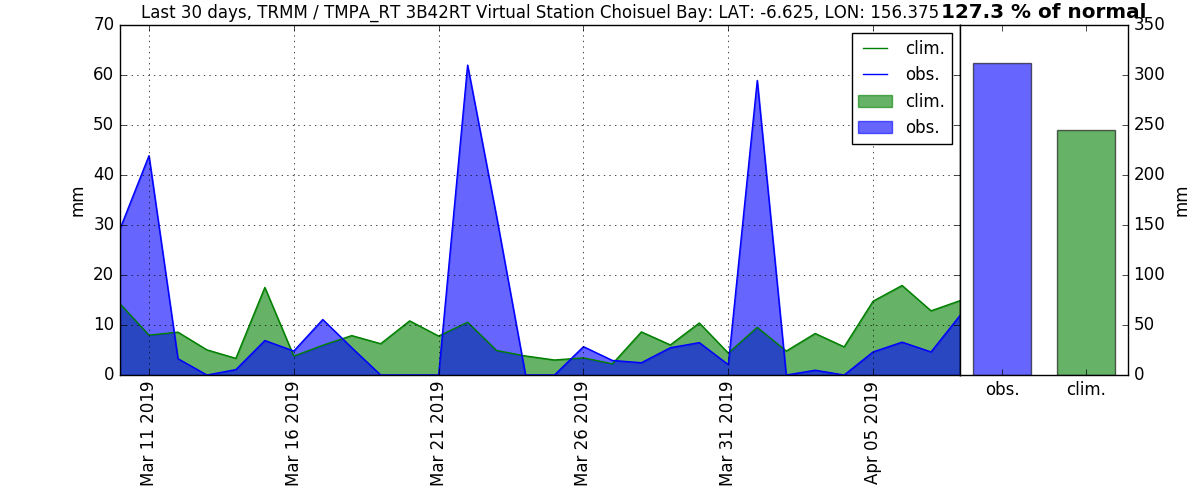 Last 30 days, TRMM / TMPA_RT 3B42RT Virtual Station Choisuel Bay: LAT: -6.625, LON: 156.375
127.3 % of normal
70
60
50
40
30
20
10
0
mm
clim.
obs.
clim.
obs.
Mar 11 2019
Mar 16 2019
Mar 21 2019
Mar 26 2019
Mar 31 2019
Apr 05 2019
350
300
250
200
150
100
50
0
mm
obs.
clim.